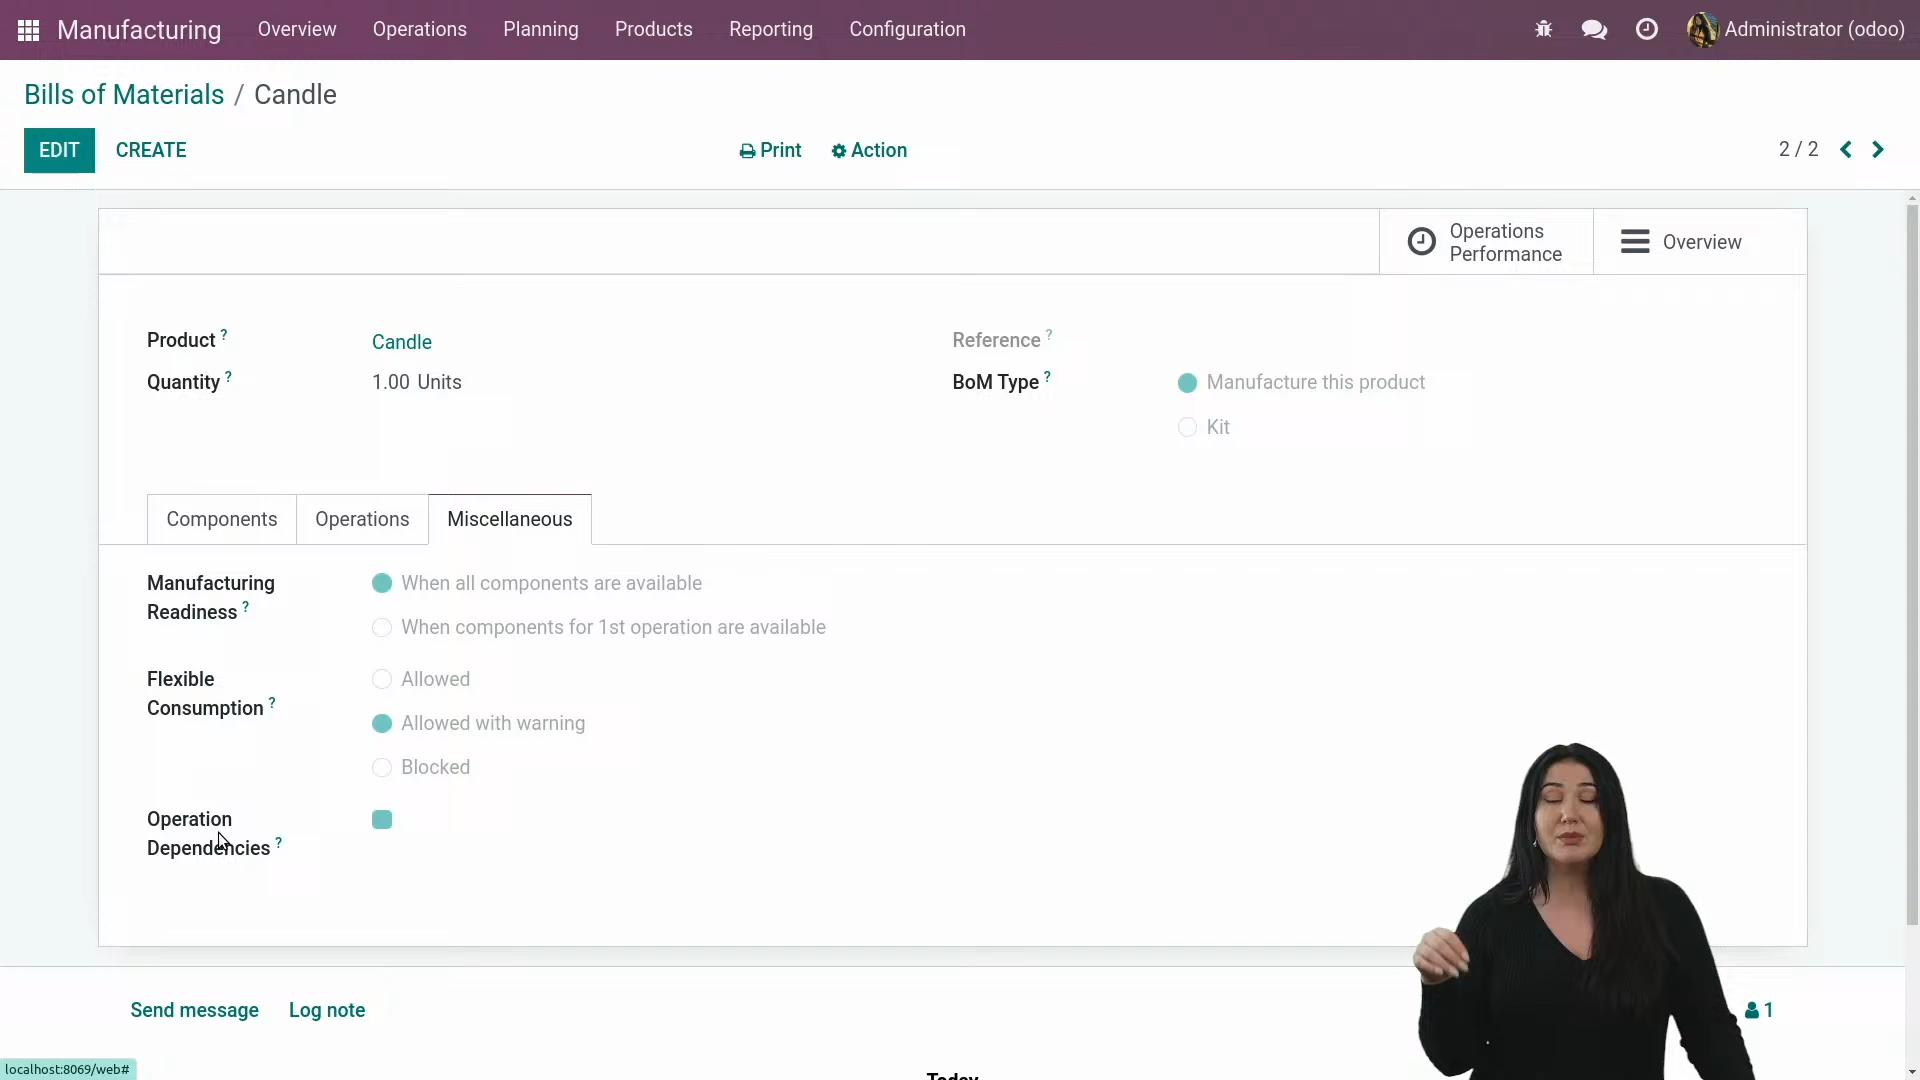 Manufacturing Overview Operations Planning Products Reporting Configuration Administrator (odoo)
Bills of Materials / Candle
EDIT CREATE Print Action 2 / 2
Operations
Performance
Overview
Product ? Candle
Reference ?
Quantity ? 1.00 Units
BoM Type ? Manufacture this product
Kit
Components Operations Miscellaneous
Manufacturing
Readiness ?
When all components are available
When components for 1st operation are available
Flexible
Consumption ?
Allowed
Allowed with warning
Blocked
Operation
Dependencies ?
Send message Log note 1
localhost:8069/web#
Today